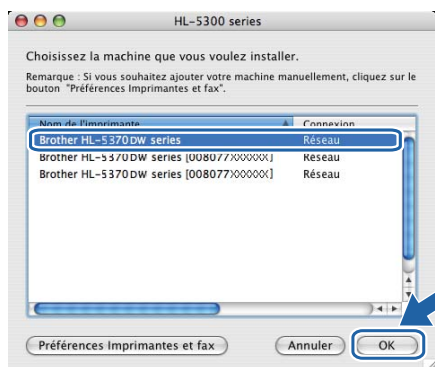 HL-5300 series
Choisissez la machine que vous voulez installer.
Remarque : Si vous souhaitez ajouter votre machine manuellement, cliquez sur le
bouton "Préférences Imprimantes et fax".
Nom de l'imprimante Connexion
Brother HL-5370DW series Réseau
Brother HL-5370DW series [008077XXXXXX] Réseau
Brother HL-5370DW series [008077XXXXXX] Réseau
Préférences Imprimantes et fax Annuler OK